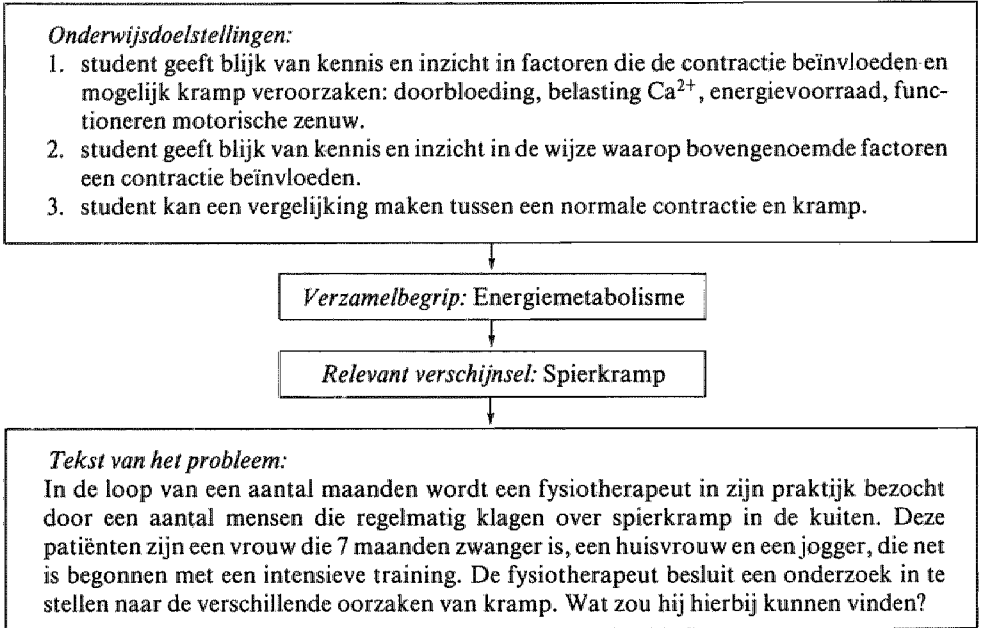 Onderwijsdoelstellingen:
1. student geeft blijk van kennis en inzicht in factoren die de contractie beïnvloeden en
mogelijk kramp veroorzaken: doorbloeding, belasting Ca²⁺, energievoorraad, func-
tioneren motorische zenuw.
2. student geeft blijk van kennis en inzicht in de wijze waarop bovengenoemde factoren
een contractie beïnvloeden.
3. student kan een vergelijking maken tussen een normale contractie en kramp.
Verzamelbegrip: Energiemetabolisme
Relevant verschijnsel: Spierkramp
Tekst van het probleem:
In de loop van een aantal maanden wordt een fysiotherapeut in zijn praktijk bezocht
door een aantal mensen die regelmatig klagen over spierkramp in de kuiten. Deze
patiënten zijn een vrouw die 7 maanden zwanger is, een huisvrouw en een jogger, die net
is begonnen met een intensieve training. De fysiotherapeut besluit een onderzoek in te
stellen naar de verschillende oorzaken van kramp. Wat zou hij hierbij kunnen vinden?